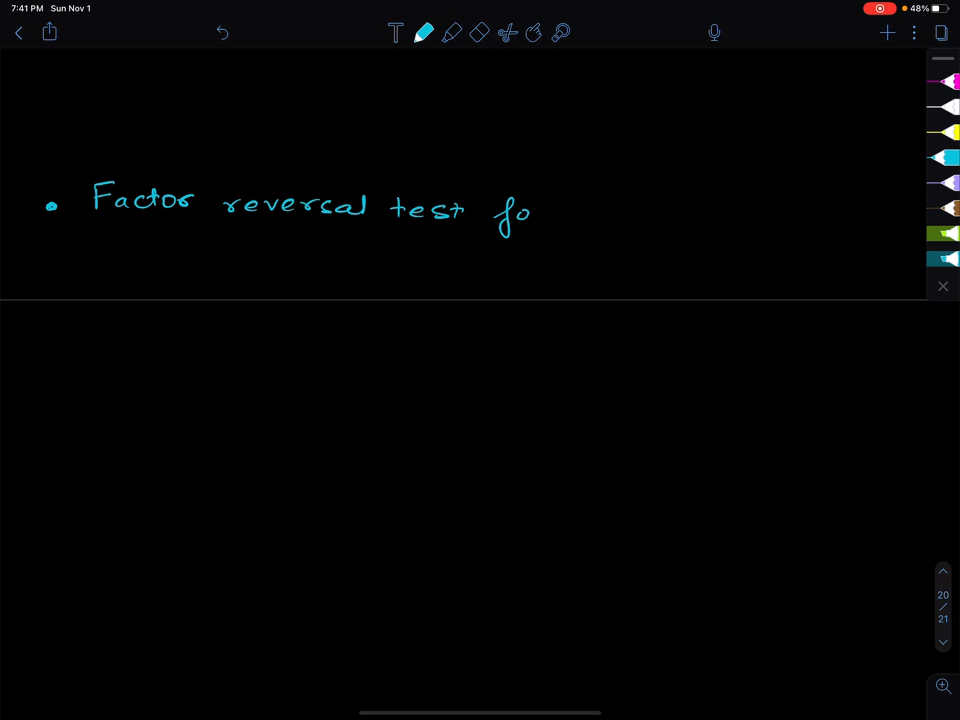 7:41 PM Sun Nov 1
48%
T
• Factor reversal test fo
20
/
21